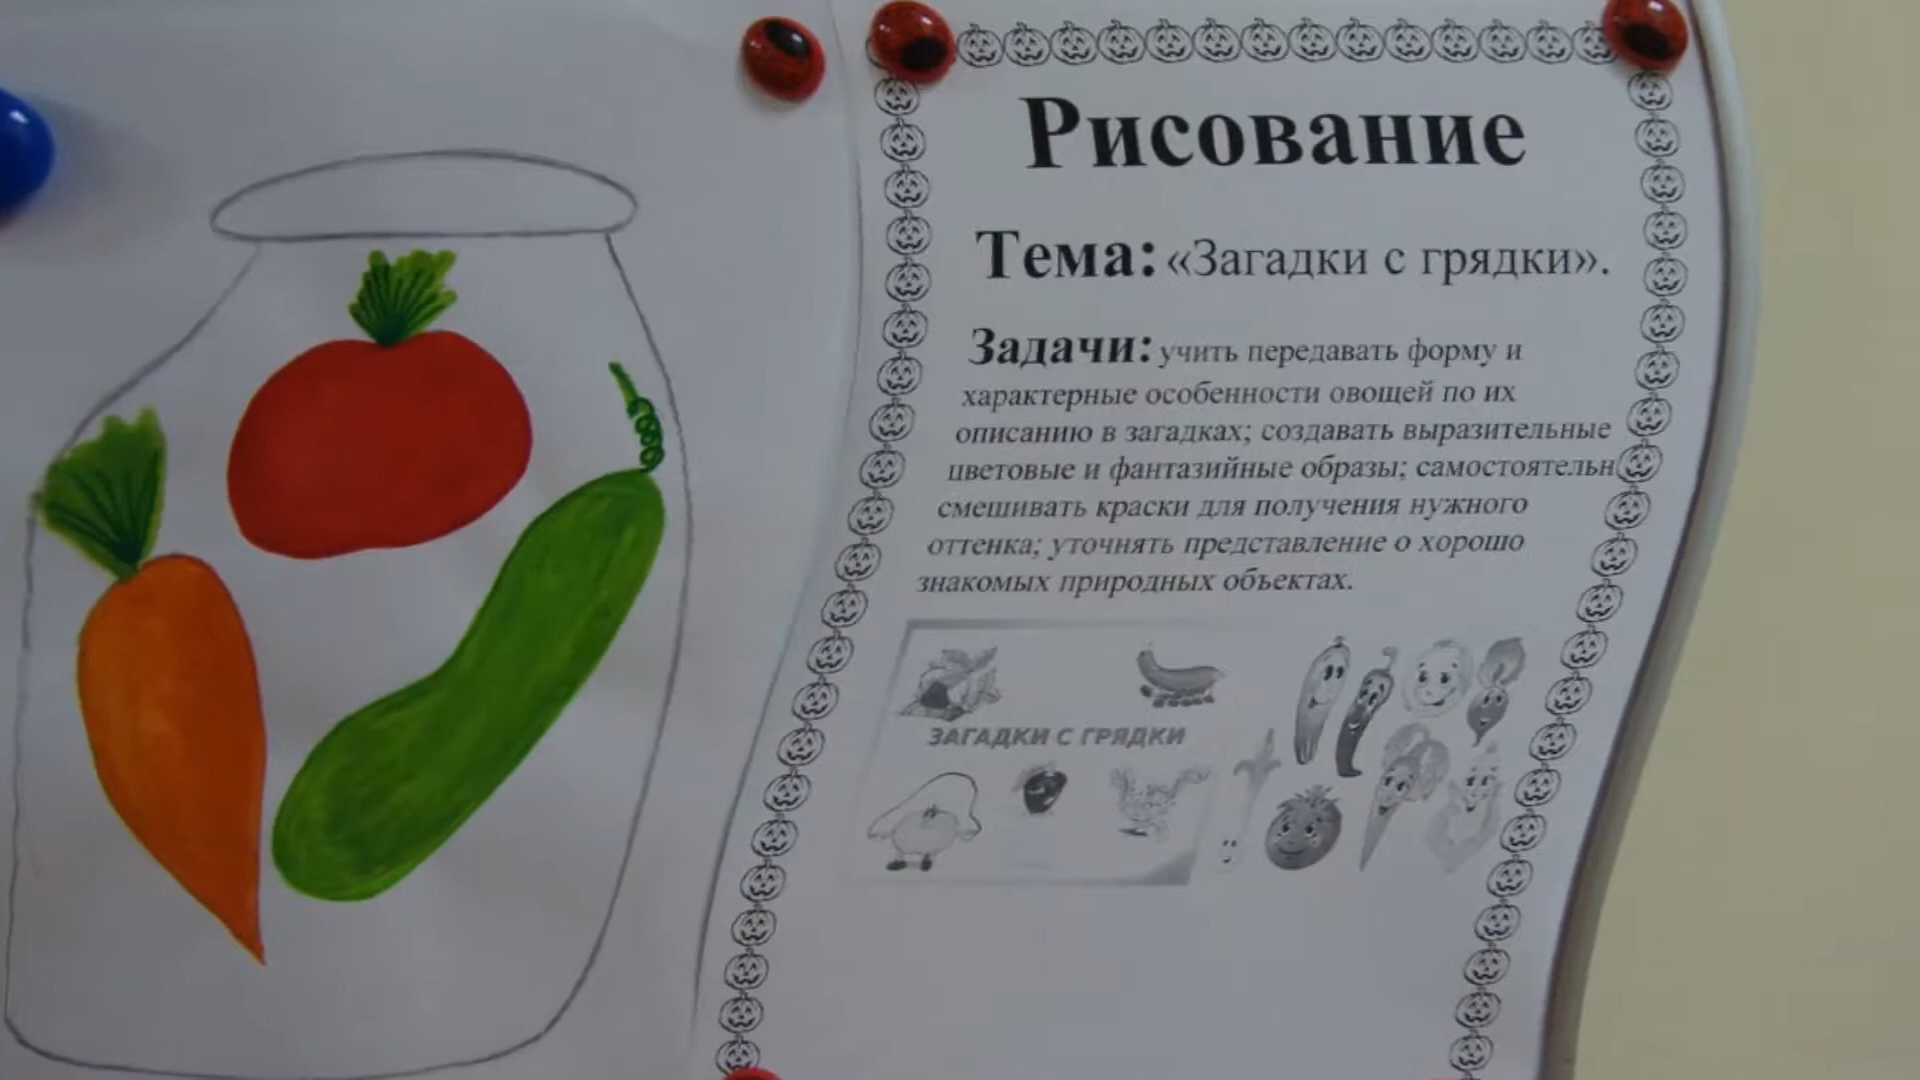 Рисование
Тема: «Загадки с грядки».
Задачи: учить передавать форму и
характерные особенности овощей по их
описанию в загадках; создавать выразительные
цветовые и фантазийные образы; самостоятельн
смешивать краски для получения нужного
оттенка; уточнять представление о хорошо
знакомых природных объектах.
ЗАГАДКИ С ГРЯДКИ